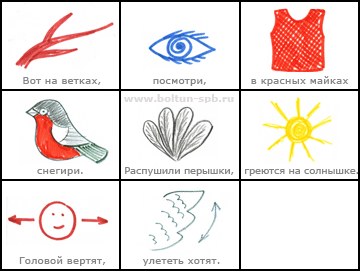 Вот на ветках,
посмотри,
в красных майках
www.boltun-spb.ru
снегири.
Распушили перышки,
греются на солнышке.
Головой вертят,
улететь хотят.